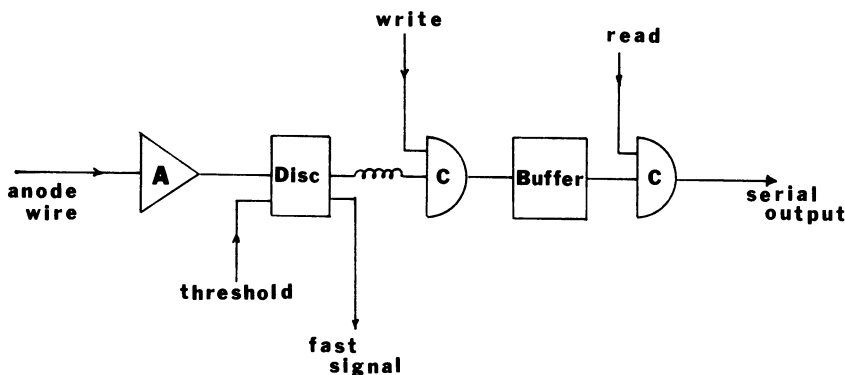 write
read
anode
wire
A
Disc
C
Buffer
C
serial
output
threshold
fast
signal